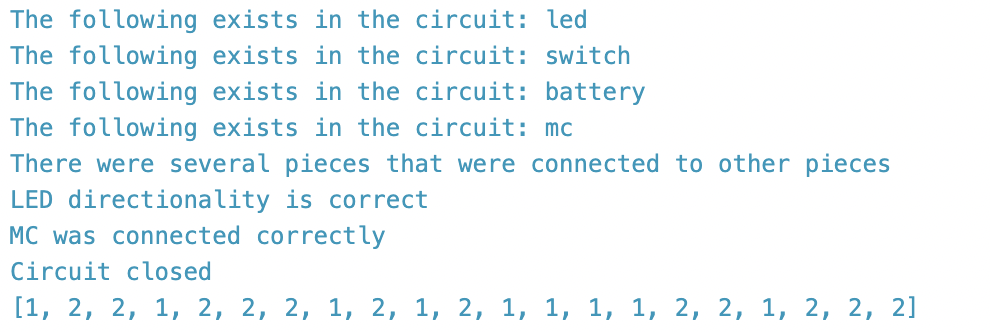 The following exists in the circuit: led
The following exists in the circuit: switch
The following exists in the circuit: battery
The following exists in the circuit: mc
There were several pieces that were connected to other pieces
LED directionality is correct
MC was connected correctly
Circuit closed
[1, 2, 2, 1, 2, 2, 2, 1, 2, 1, 2, 1, 1, 1, 1, 2, 2, 1, 2, 2, 2]